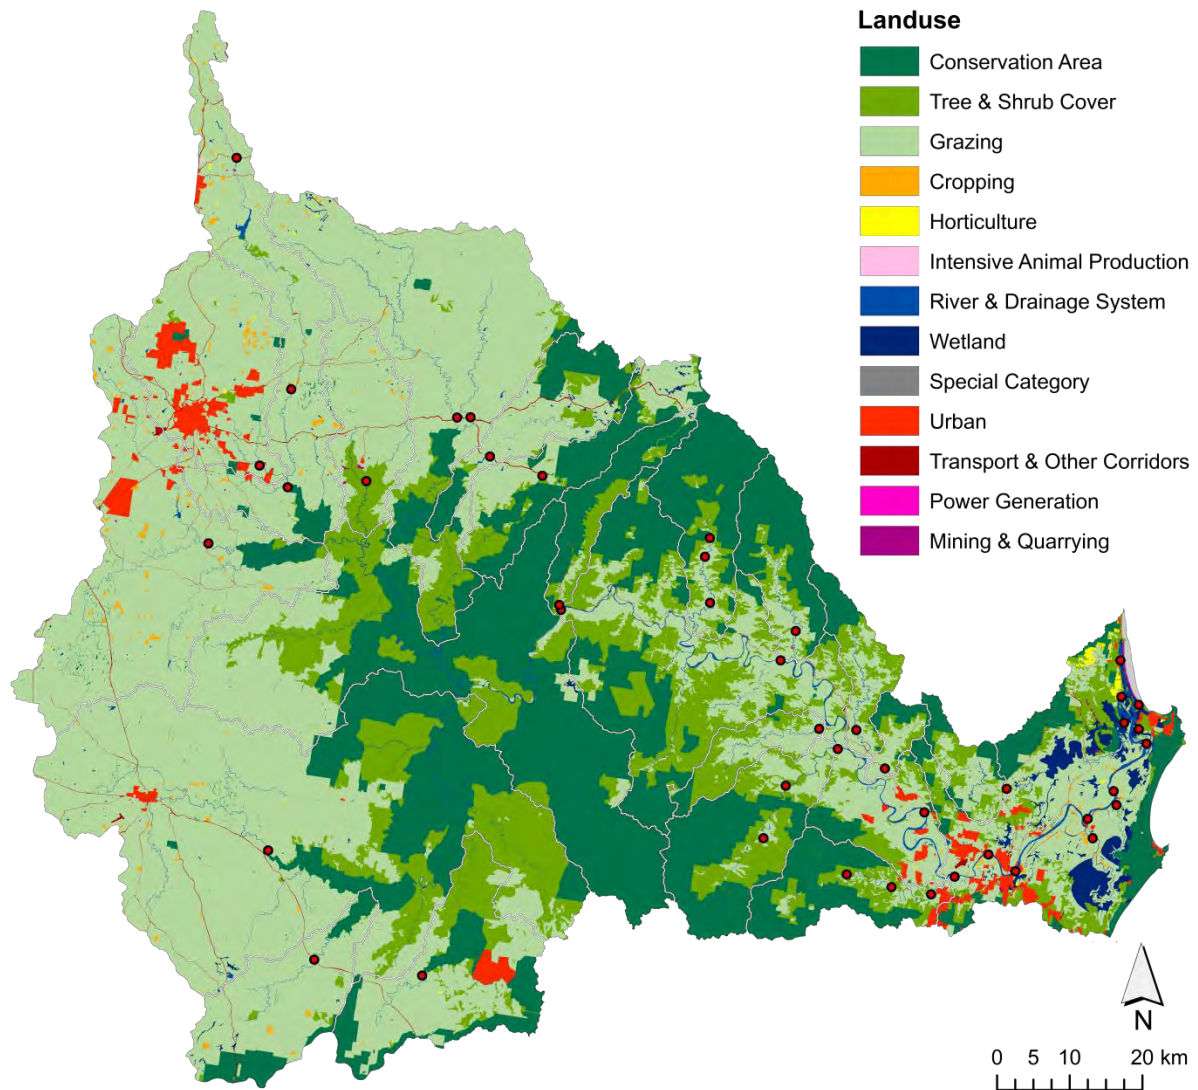 Landuse
Conservation Area
Tree & Shrub Cover
Grazing
Cropping
Horticulture
Intensive Animal Production
River & Drainage System
Wetland
Special Category
Urban
Transport & Other Corridors
Power Generation
Mining & Quarrying
N
0 5 10 20 km